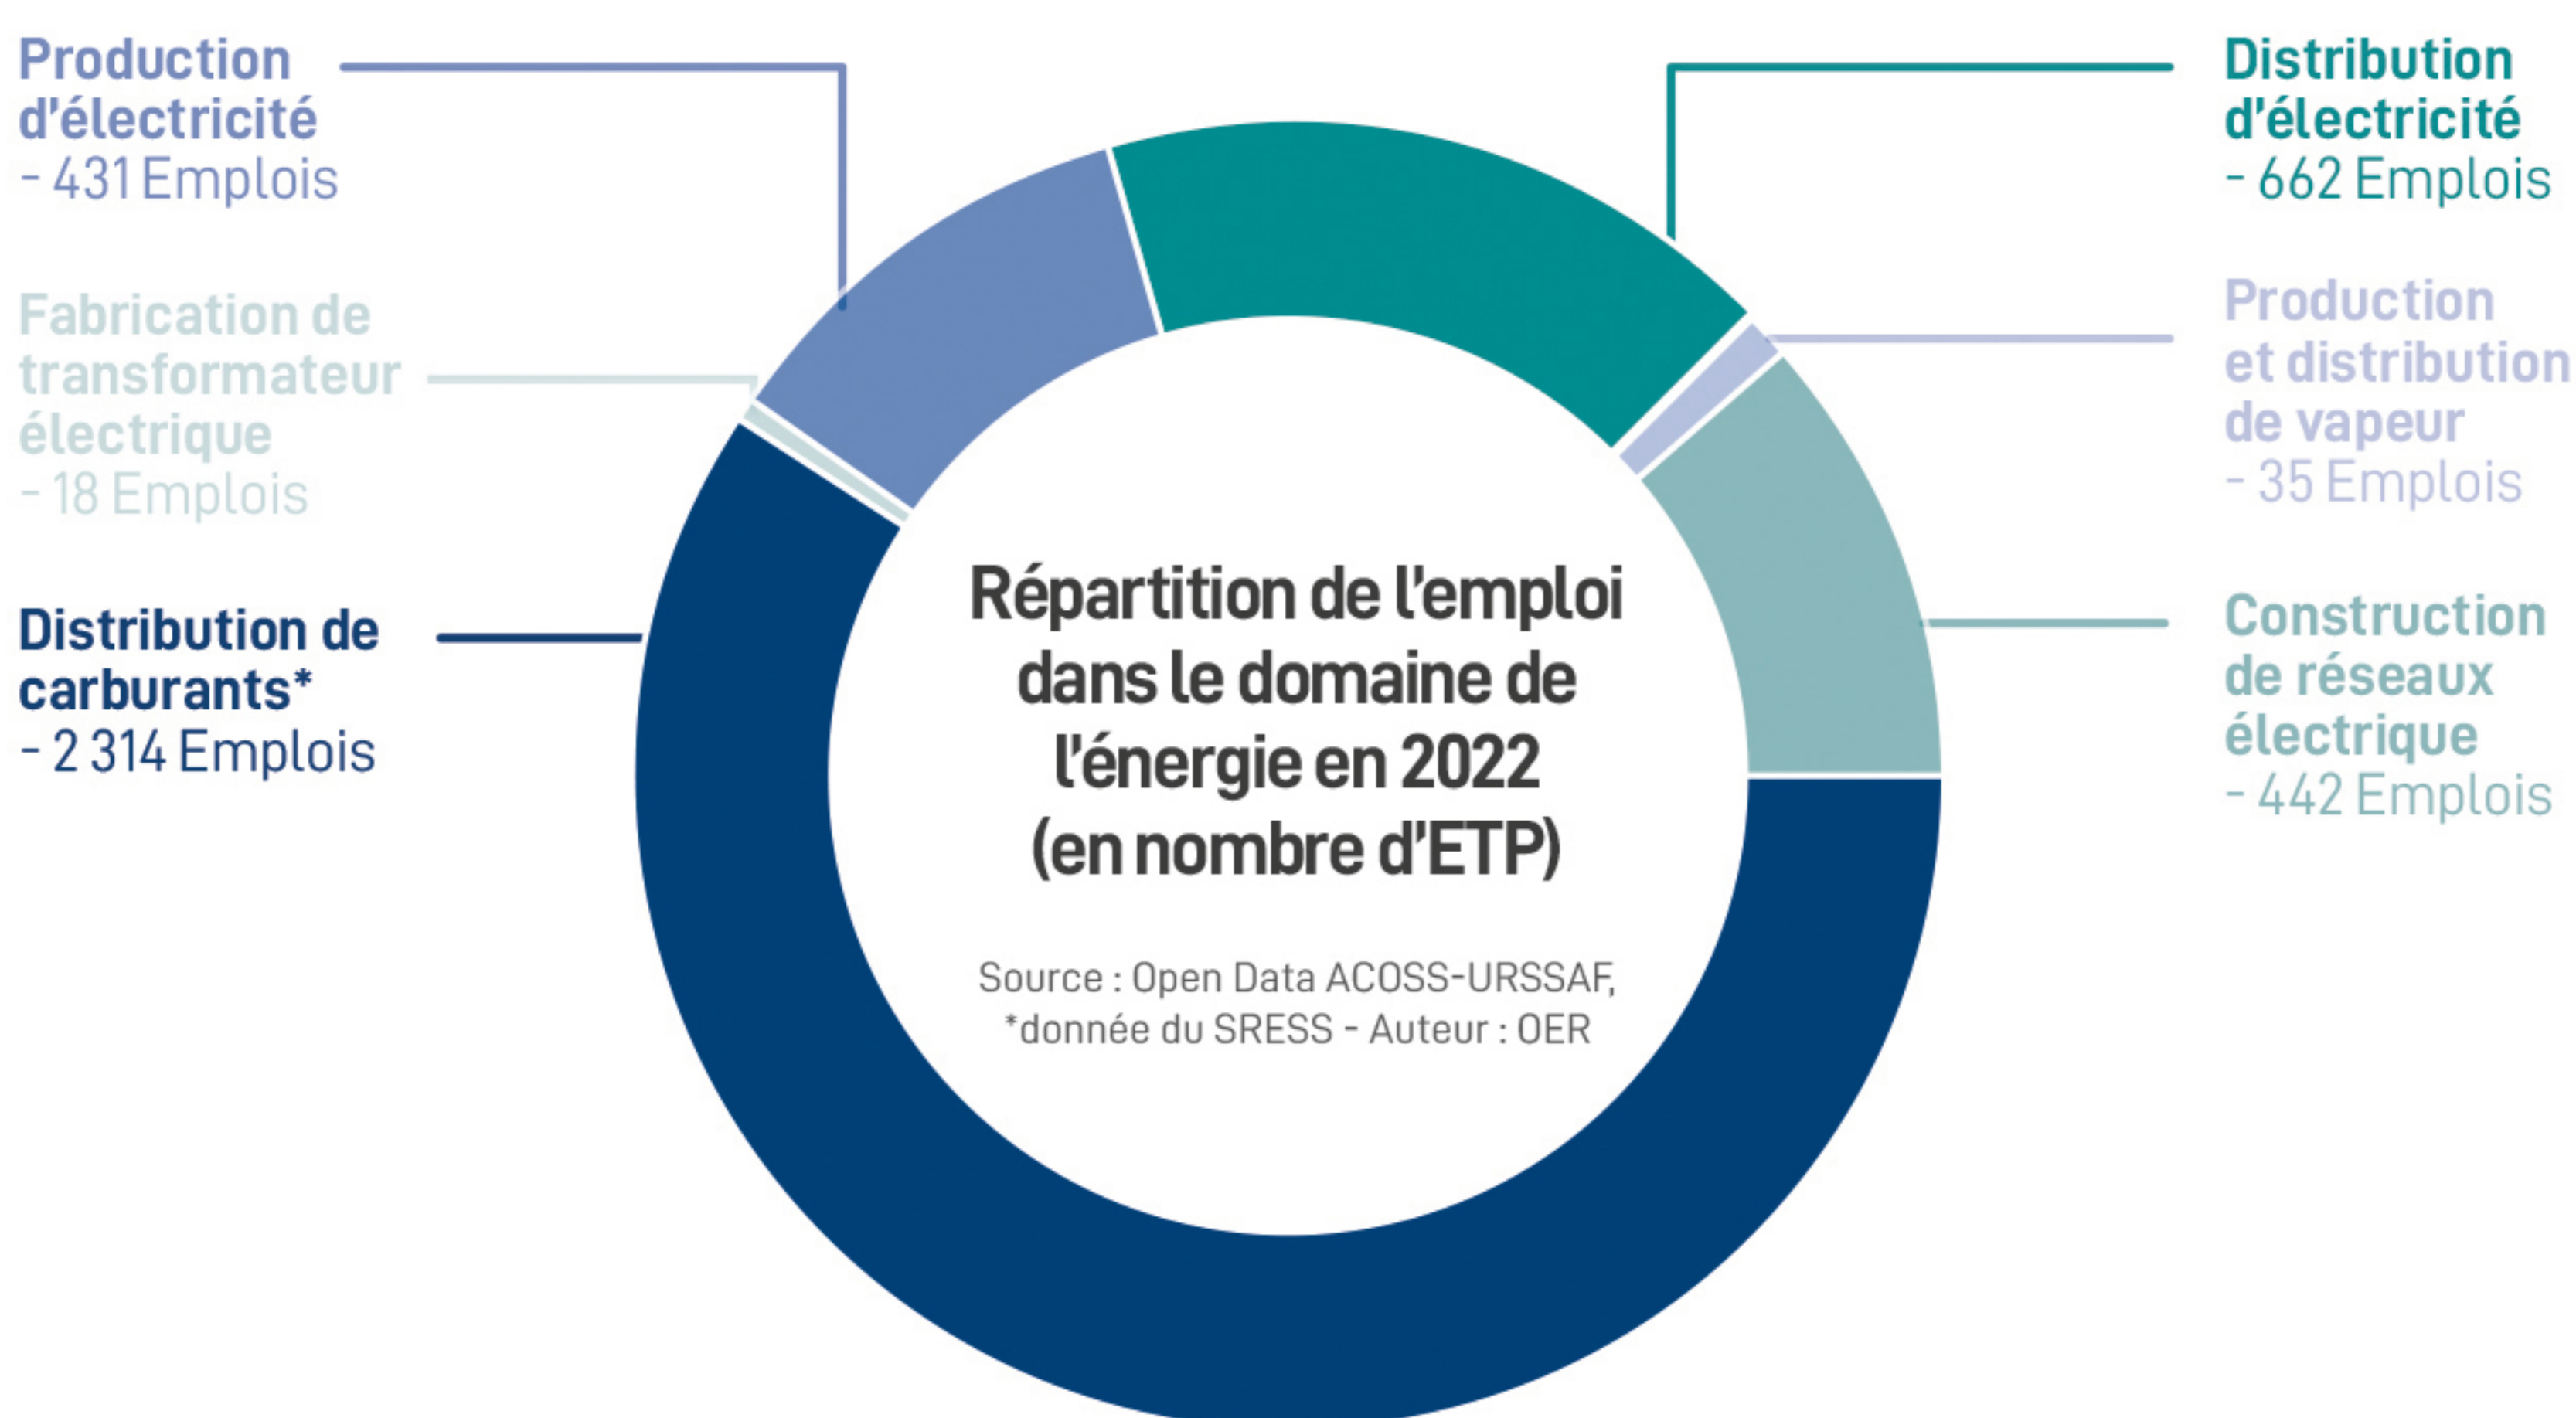 Production
d'électricité
- 431 Emplois
Fabrication de
transformateur
électrique
- 18 Emplois
Distribution de
carburants*
- 2 314 Emplois
Répartition de l'emploi
dans le domaine de
l'énergie en 2022
(en nombre d'ETP)
Source : Open Data ACOSS-URSSAF,
*donnée du SRESS - Auteur : OER
Distribution
d'électricité
- 662 Emplois
Production
et distribution
de vapeur
- 35 Emplois
Construction
de réseaux
électrique
- 442 Emplois